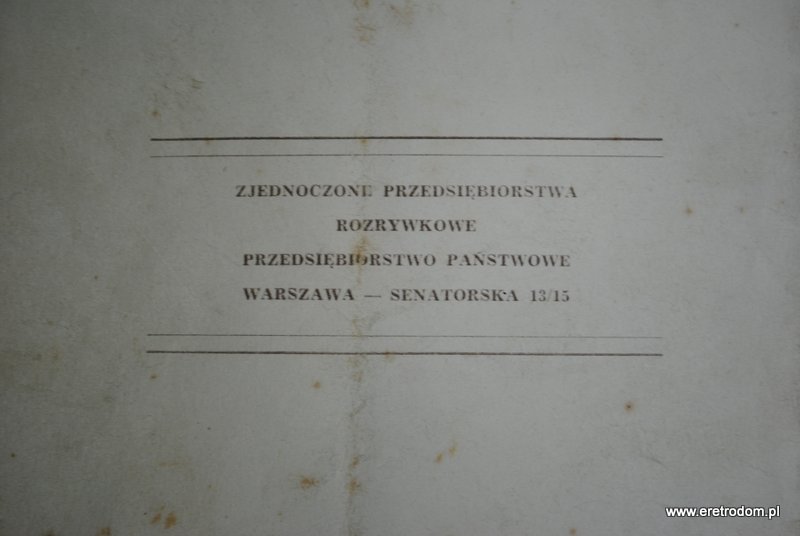 ZJEDNOCZONE PRZEDSIĘBIORSTWA
ROZRYWKOWE
PRZEDSIĘBIORSTWO PAŃSTWOWE
WARSZAWA — SENATORSKA 13/15
www.eretrodom.pl